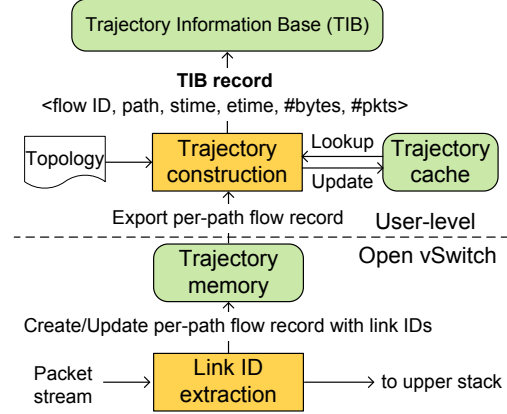 Trajectory Information Base (TIB)
TIB record
<flow ID, path, stime, etime, #bytes, #pkts>
Topology
Trajectory
construction
Lookup
Update
Trajectory
cache
Export per-path flow record
User-level
Open vSwitch
Trajectory
memory
Create/Update per-path flow record with link IDs
Packet
stream
Link ID
extraction
to upper stack